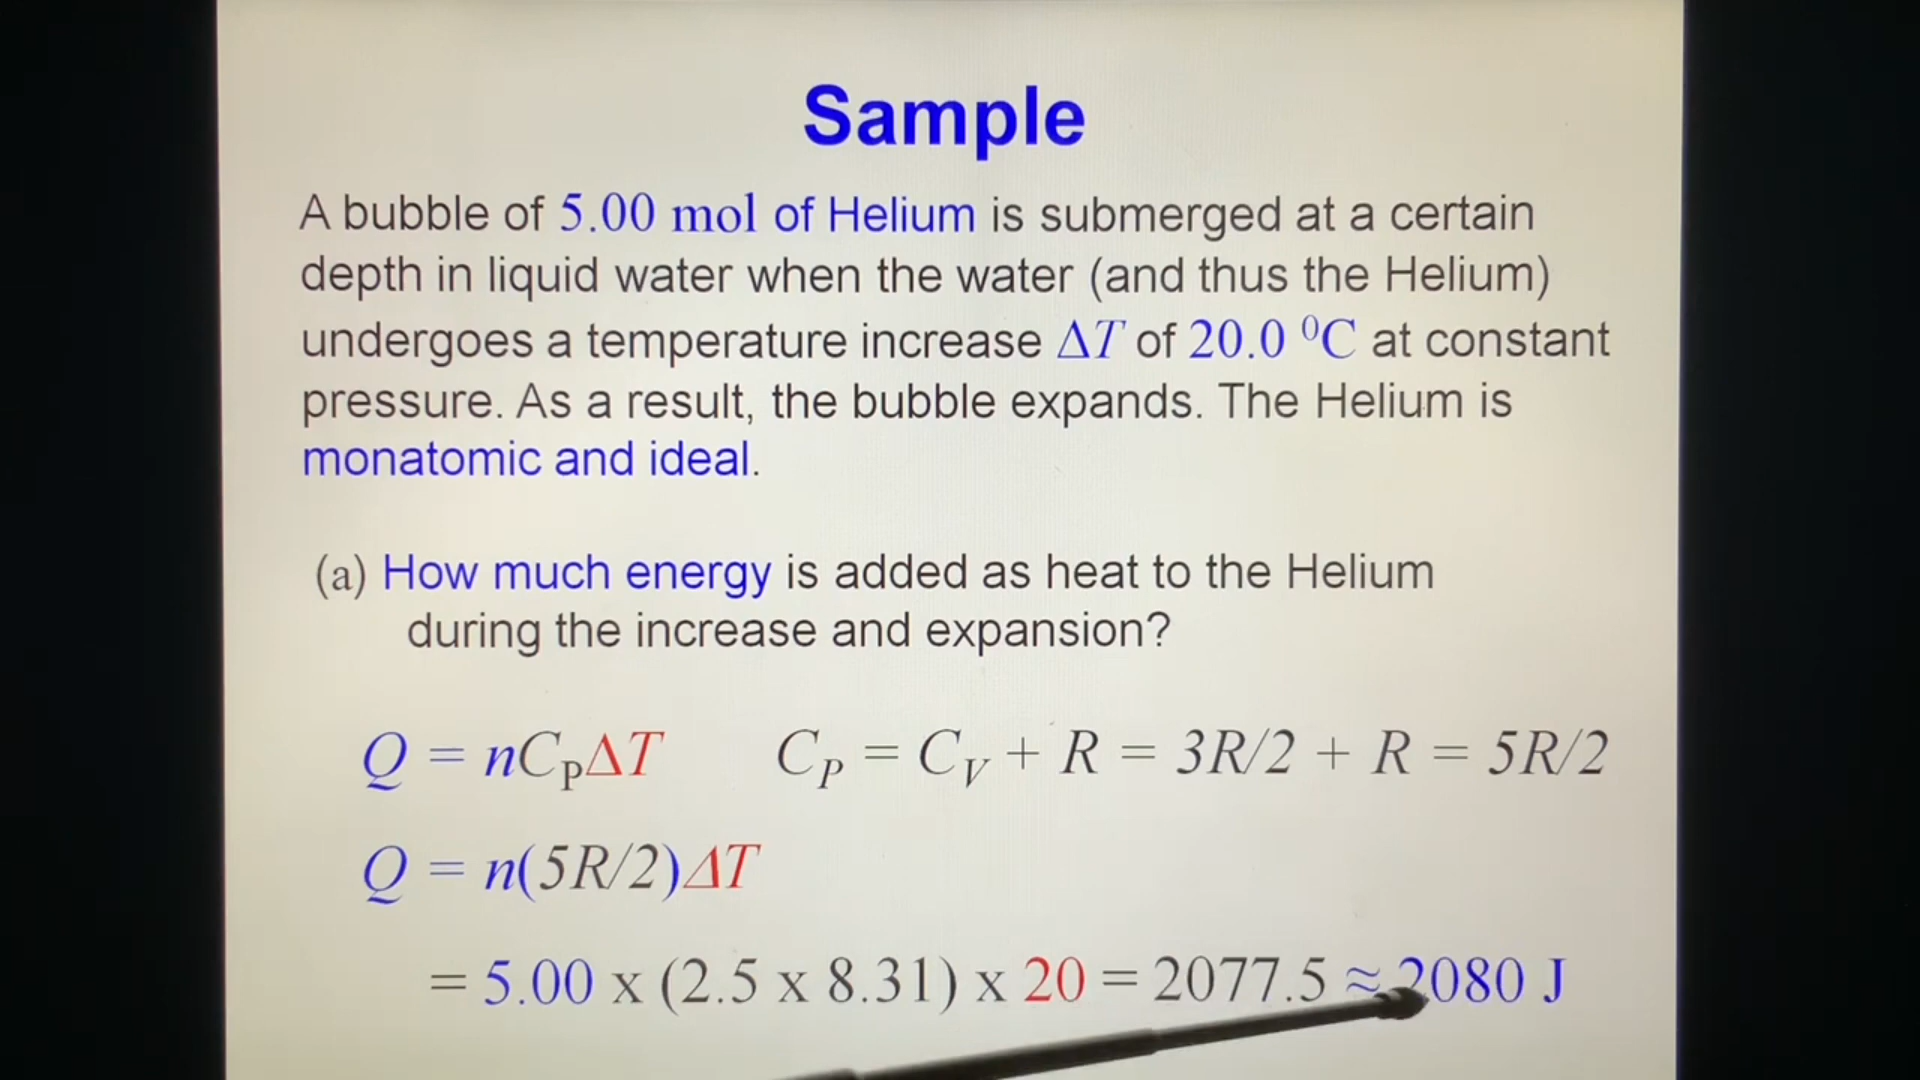 Sample
A bubble of 5.00 mol of Helium is submerged at a certain
depth in liquid water when the water (and thus the Helium)
undergoes a temperature increase ΔT of 20.0 ⁰C at constant
pressure. As a result, the bubble expands. The Helium is
monatomic and ideal.
(a) How much energy is added as heat to the Helium
during the increase and expansion?
Q = nC_PΔT C_P = C_V + R = 3R/2 + R = 5R/2
Q = n(5R/2)ΔT
= 5.00 x (2.5 x 8.31) x 20 = 2077.5 ≈ 2080 J